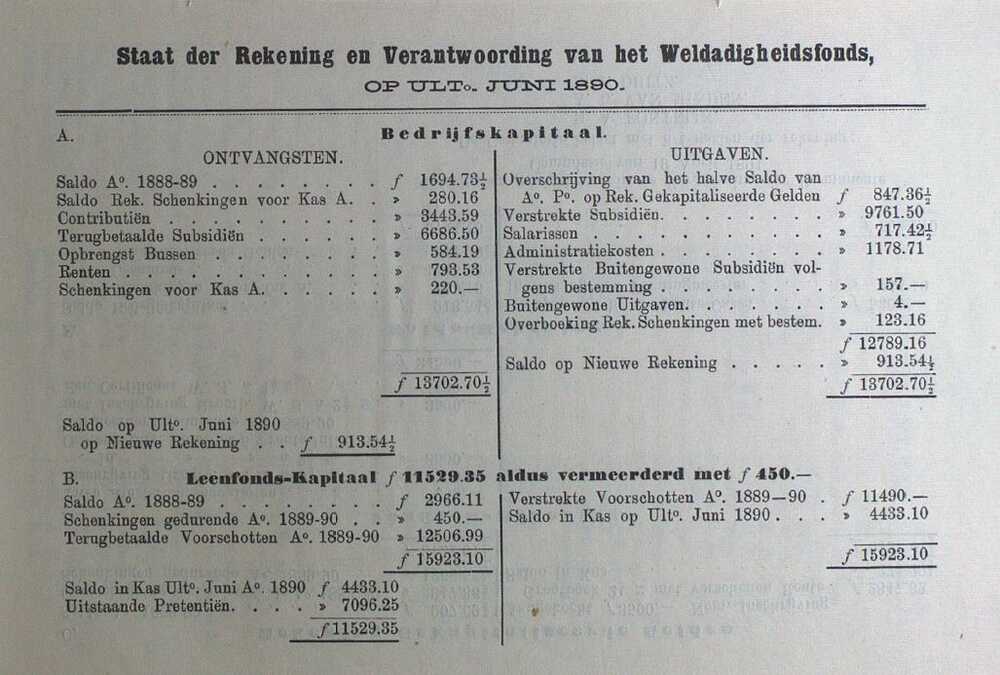 Staat der Rekening en Verantwoording van het Weldadigheidsfonds,
OP ULTo. JUNI 1890.
A. Bedrijfskapitaal.
ONTVANGSTEN.
Saldo Ao. 1888-89 . . . . . . . . f 1694.73½
Saldo Rek. Schenkingen voor Kas A. . » 280.16
Contributiën . . . . . . . . . . . » 3443.59
Terugbetaalde Subsidiën . . . . . . » 6686.50
Opbrengst Bussen . . . . . . . . » 584.19
Renten . . . . . . . . . . . . » 793.53
Schenkingen voor Kas A. . . . . . » 220.—
f 13702.70½
Saldo op Ulto. Juni 1890
op Nieuwe Rekening . . f 913.54½
UITGAVEN.
Overschrijving van het halve Saldo van
Ao. Po. op Rek. Gekapitaliseerde Gelden f 847.36½
Verstrekte Subsidiën. . . . . . . . » 9761.50
Salarissen . . . . . . . . . . . » 717.42½
Administratiekosten . . . . . . . . » 1178.71
Verstrekte Buitengewone Subsidiën vol-
gens bestemming . . . . . . . . » 157.—
Buitengewone Uitgaven. . . . . . . » 4.—
Overboeking Rek. Schenkingen met bestem. » 123.16
f 12789.16
Saldo op Nieuwe Rekening . . . . . » 913.54½
f 13702.70½
B. Leenfonds-Kapitaal f 11529.35 aldus vermeerderd met f 450.—
Saldo Ao. 1888-89 . . . . . . . . f 2966.11
Schenkingen gedurende Ao. 1889-90 . . » 450.—
Terugbetaalde Voorschotten Ao. 1889-90 » 12506.99
f 15923.10
Saldo in Kas Ulto. Juni Ao. 1890 f 4433.10
Uitstaande Pretentiën. . . . » 7096.25
f 11529.35
Verstrekte Voorschotten Ao. 1889—90 . f 11490.—
Saldo in Kas op Ulto. Juni 1890 . . . » 4433.10
f 15923.10